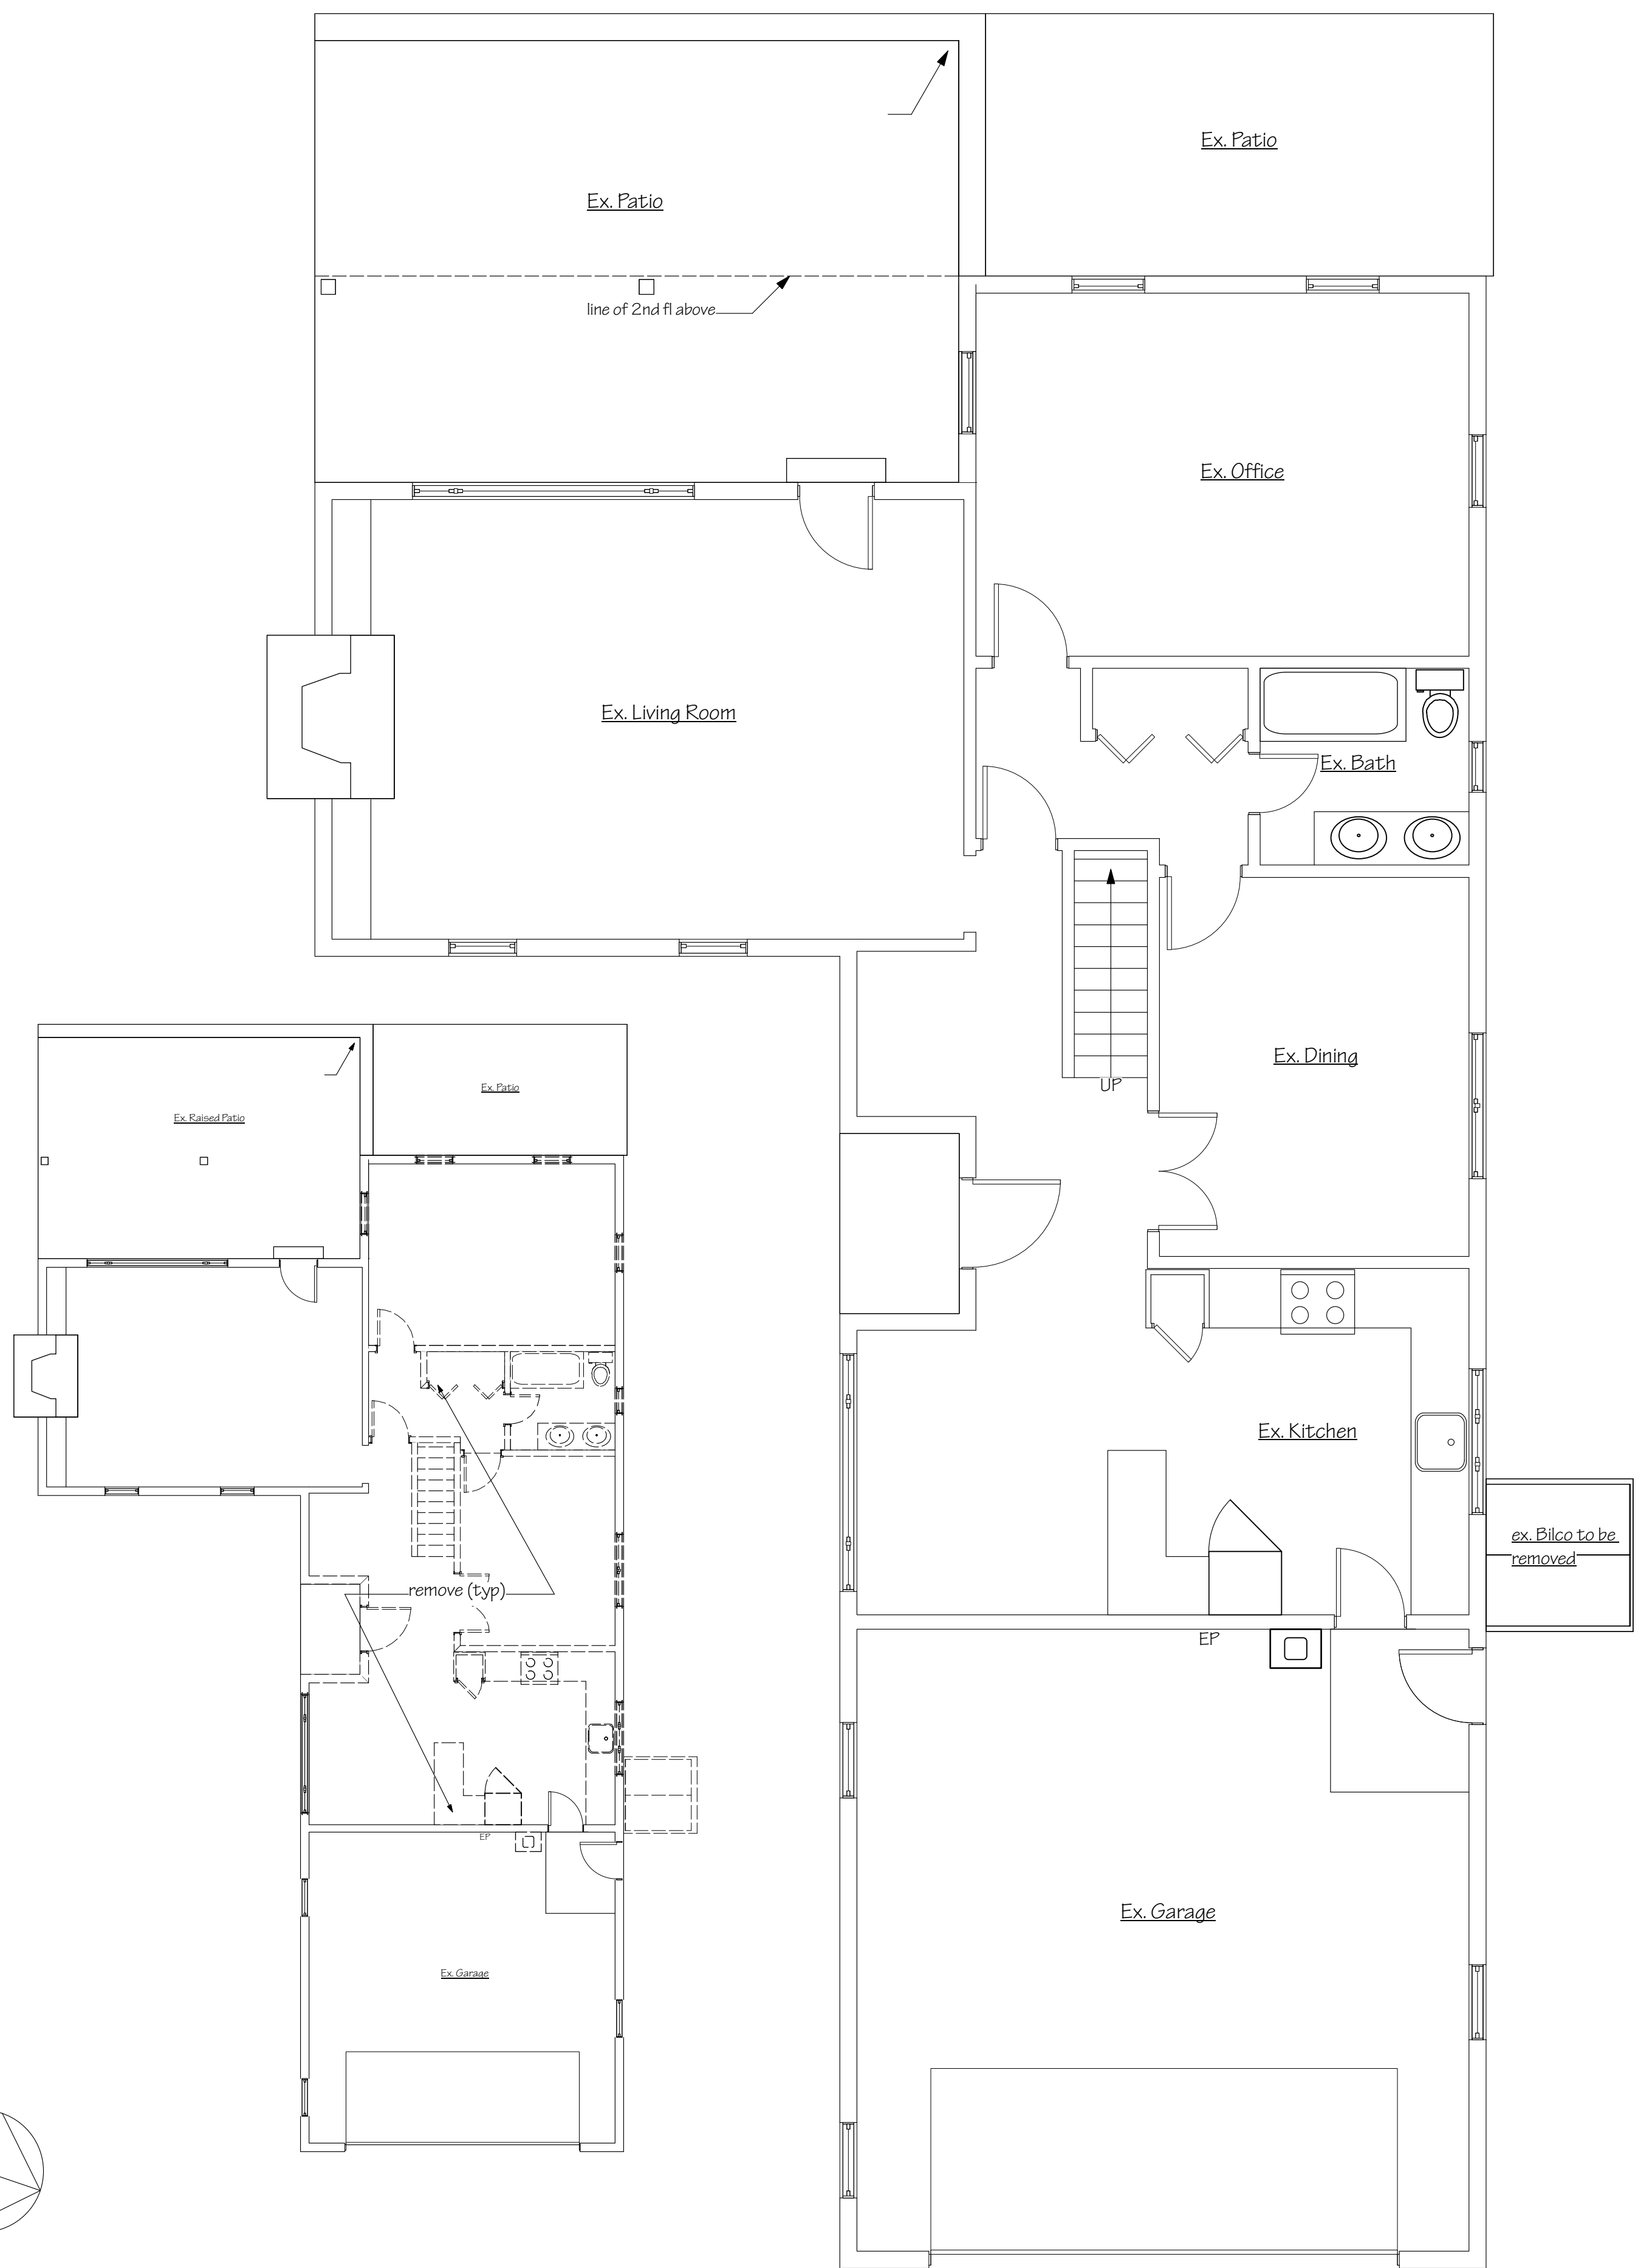 Ex. Patio
Ex. Patio
line of 2nd fl above
Ex. Office
Ex. Living Room
Ex. Bath
Ex. Dining
UP
Ex. Kitchen
ex. Bilco to be
removed
EP
Ex. Garage
Ex. Patio
Ex. Raised Patio
remove (typ)
EP
Ex. Garage